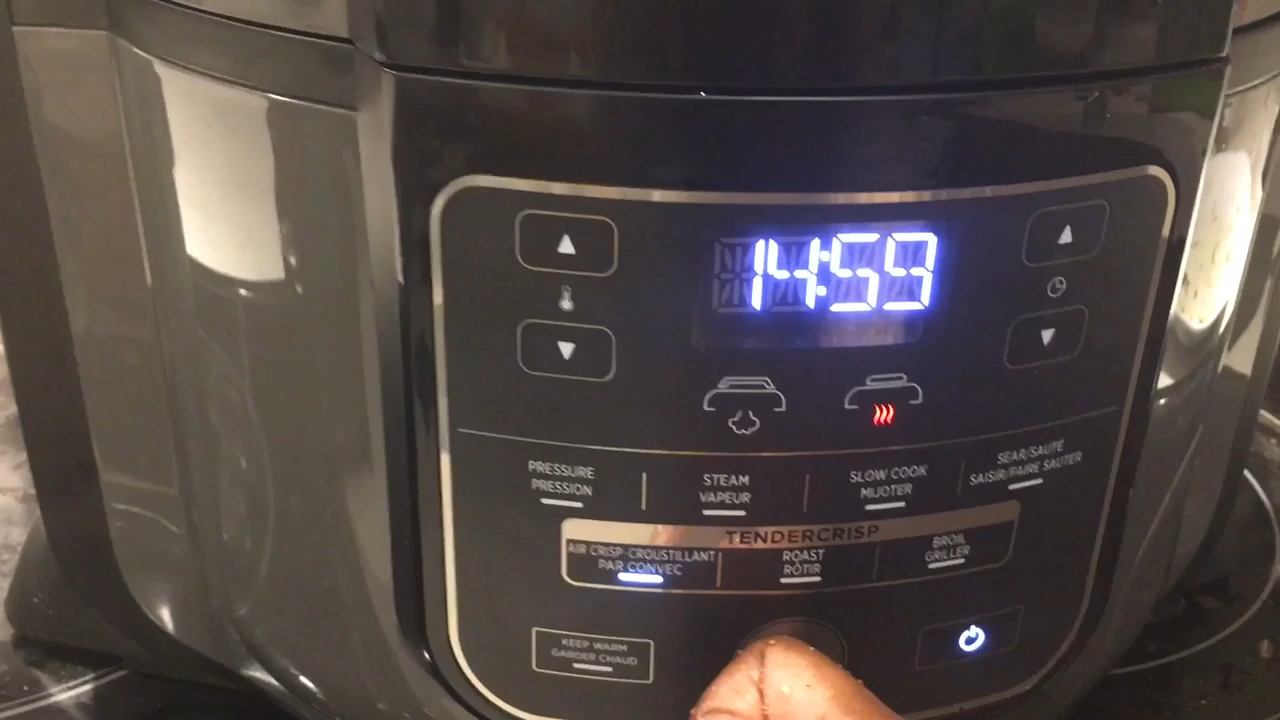 14:59
PRESSURE
PRESSION
STEAM
VAPEUR
SLOW COOK
MIJOTER
SEAR/SAUTÉ
SAISIR/FAIRE SAUTER
TENDERCRISP
AIR CRISP-CROUSTILLANT
PAR CONVEC
ROAST
RÔTIR
BROIL
GRILLER
KEEP WARM
GARDER CHAUD